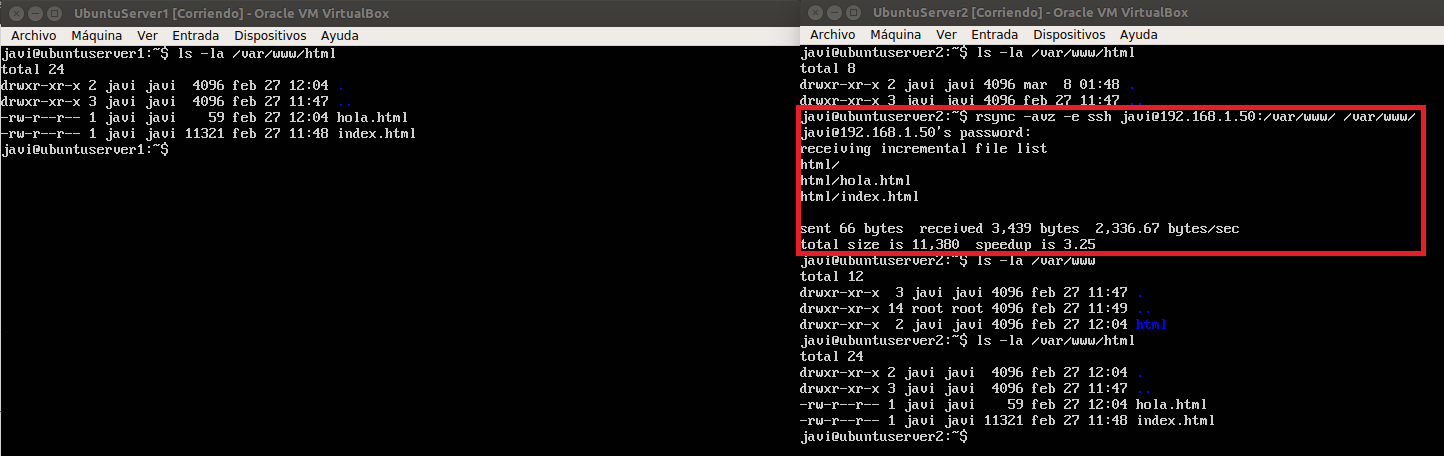 UbuntuServer1 [Corriendo] - Oracle VM VirtualBox
Archivo Máquina Ver Entrada Dispositivos Ayuda
javi@ubuntuserver1:~$ ls -la /var/www/html
total 24
drwxr-xr-x 2 javi javi  4096 feb 27 12:04 .
drwxr-xr-x 3 javi javi  4096 feb 27 11:47 ..
-rw-r--r-- 1 javi javi    59 feb 27 12:04 hola.html
-rw-r--r-- 1 javi javi 11321 feb 27 11:48 index.html
javi@ubuntuserver1:~$
UbuntuServer2 [Corriendo] - Oracle VM VirtualBox
Archivo Máquina Ver Entrada Dispositivos Ayuda
javi@ubuntuserver2:~$ ls -la /var/www/html
total 8
drwxr-xr-x 2 javi javi 4096 mar  8 01:48 .
drwxr-xr-x 3 javi javi 4096 feb 27 11:47 ..
javi@ubuntuserver2:~$ rsync -avz -e ssh javi@192.168.1.50:/var/www/ /var/www/
javi@192.168.1.50's password:
receiving incremental file list
html/
html/hola.html
html/index.html
sent 66 bytes  received 3,439 bytes  2,336.67 bytes/sec
total size is 11,380  speedup is 3.25
javi@ubuntuserver2:~$ ls -la /var/www
total 12
drwxr-xr-x  3 javi javi 4096 feb 27 11:47 .
drwxr-xr-x 14 root root 4096 feb 27 11:49 ..
drwxr-xr-x  2 javi javi 4096 feb 27 12:04 html
javi@ubuntuserver2:~$ ls -la /var/www/html
total 24
drwxr-xr-x 2 javi javi  4096 feb 27 12:04 .
drwxr-xr-x 3 javi javi  4096 feb 27 11:47 ..
-rw-r--r-- 1 javi javi    59 feb 27 12:04 hola.html
-rw-r--r-- 1 javi javi 11321 feb 27 11:48 index.html
javi@ubuntuserver2:~$